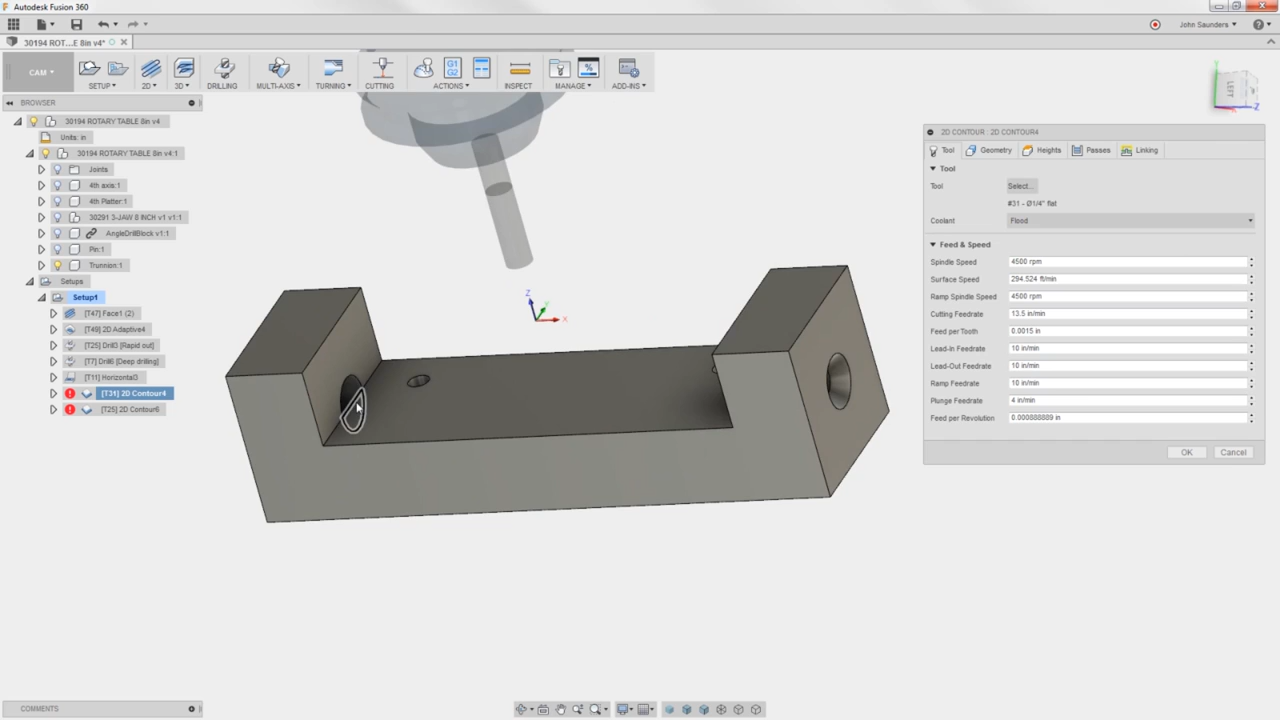 Autodesk Fusion 360
John Saunders
30194 ROT...E 8in v4*
CAM
SETUP
2D
3D
DRILLING
MULTI-AXIS
TURNING
CUTTING
G1
G2
ACTIONS
INSPECT
MANAGE
ADD-INS
BROWSER
30194 ROTARY TABLE 8in v4
Units: in
30194 ROTARY TABLE 8in v4:1
Joints
4th axis:1
4th Platter:1
30291 3-JAW 8 INCH v1 v1:1
AngleDrillBlock v1:1
Pin:1
Trunnion:1
Setups
Setup1
[T47] Face1 (2)
[T49] 2D Adaptive4
[T25] Drill3 [Rapid out]
[T7] Drill6 [Deep drilling]
[T11] Horizontal3
[T31] 2D Contour4
[T25] 2D Contour6
Z
Y
X
LEFT
Y
Z
2D CONTOUR : 2D CONTOUR4
Tool
Geometry
Heights
Passes
Linking
Tool
Tool
Select...
#31 - Ø1/4" flat
Coolant
Flood
Feed & Speed
Spindle Speed
4500 rpm
Surface Speed
294.524 ft/min
Ramp Spindle Speed
4500 rpm
Cutting Feedrate
13.5 in/min
Feed per Tooth
0.0015 in
Lead-In Feedrate
10 in/min
Lead-Out Feedrate
10 in/min
Ramp Feedrate
10 in/min
Plunge Feedrate
4 in/min
Feed per Revolution
0.000888889 in
OK
Cancel
COMMENTS